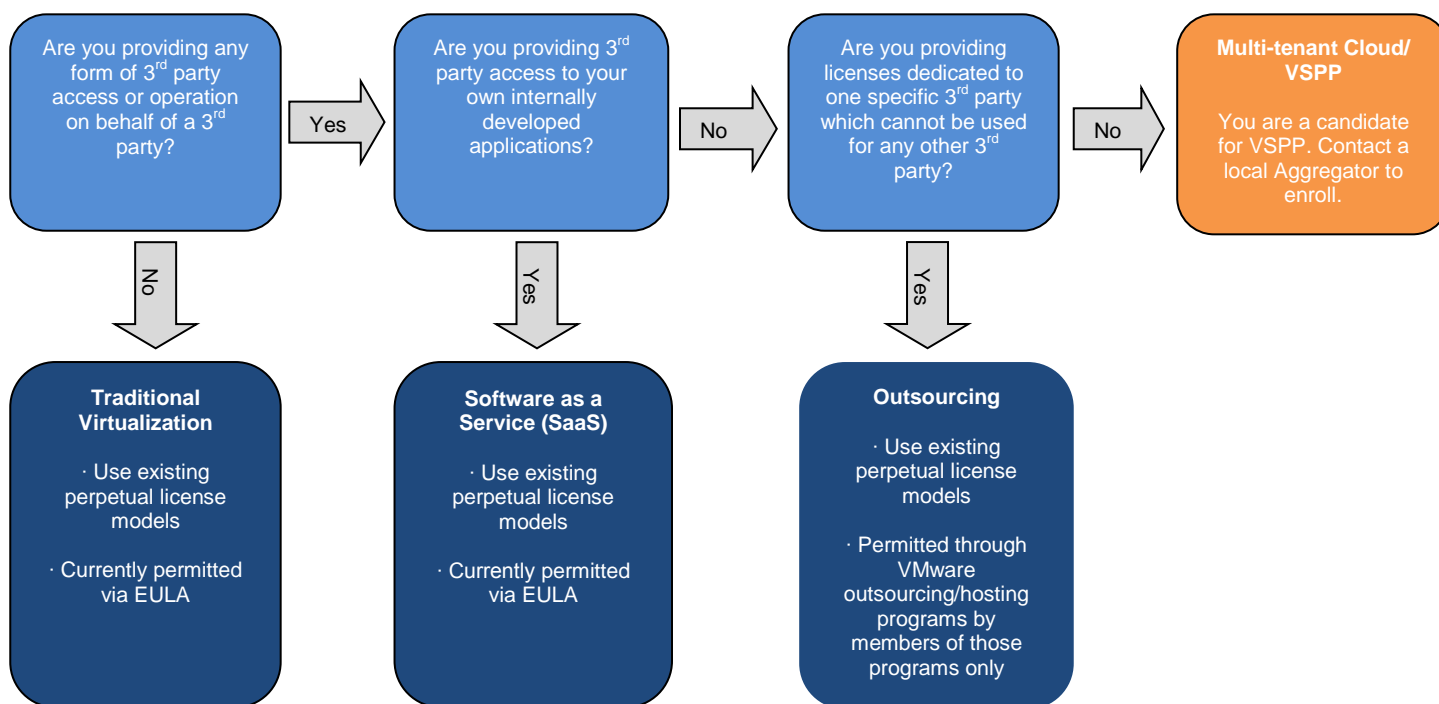 Are you providing any
form of 3rd party
access or operation
on behalf of a 3rd
party?
Yes
Are you providing 3rd
party access to your
own internally
developed
applications?
No
Are you providing
licenses dedicated to
one specific 3rd party
which cannot be used
for any other 3rd
party?
No
Multi-tenant Cloud/
VSPP
You are a candidate
for VSPP. Contact a
local Aggregator to
enroll.
No
Yes
Yes
Traditional
Virtualization
· Use existing
perpetual license
models
· Currently permitted
via EULA
Software as a
Service (SaaS)
· Use existing
perpetual license
models
· Currently permitted
via EULA
Outsourcing
· Use existing
perpetual license
models
· Permitted through
VMware
outsourcing/hosting
programs by
members of those
programs only